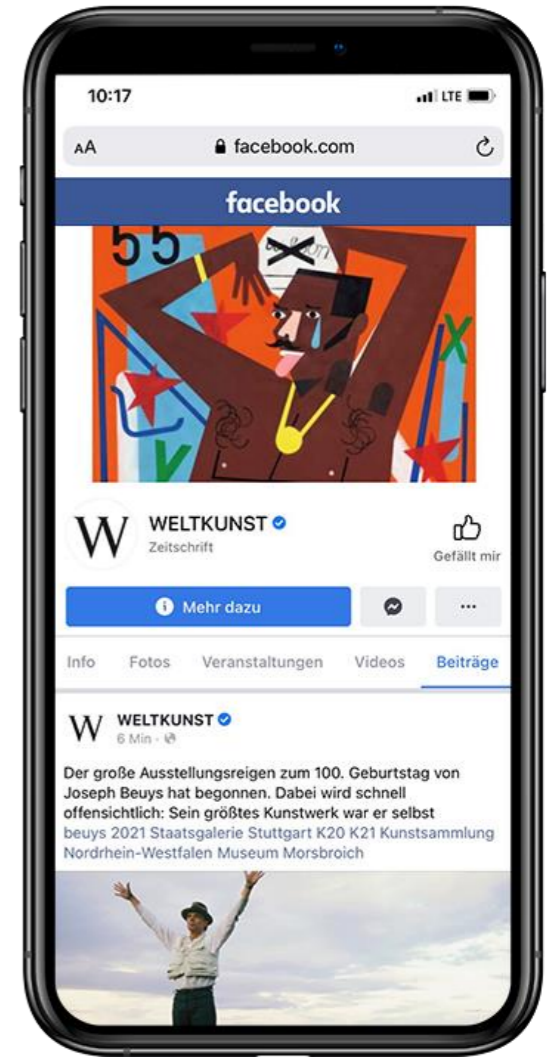 10:17
LTE
AA
facebook.com
facebook
55
X
W
WELTKUNST
Zeitschrift
Gefällt mir
Mehr dazu
Info Fotos Veranstaltungen Videos Beiträge
W
WELTKUNST
6 Min ·
Der große Ausstellungsreigen zum 100. Geburtstag von
Joseph Beuys hat begonnen. Dabei wird schnell
offensichtlich: Sein größtes Kunstwerk war er selbst
beuys 2021 Staatsgalerie Stuttgart K20 K21 Kunstsammlung
Nordrhein-Westfalen Museum Morsbroich